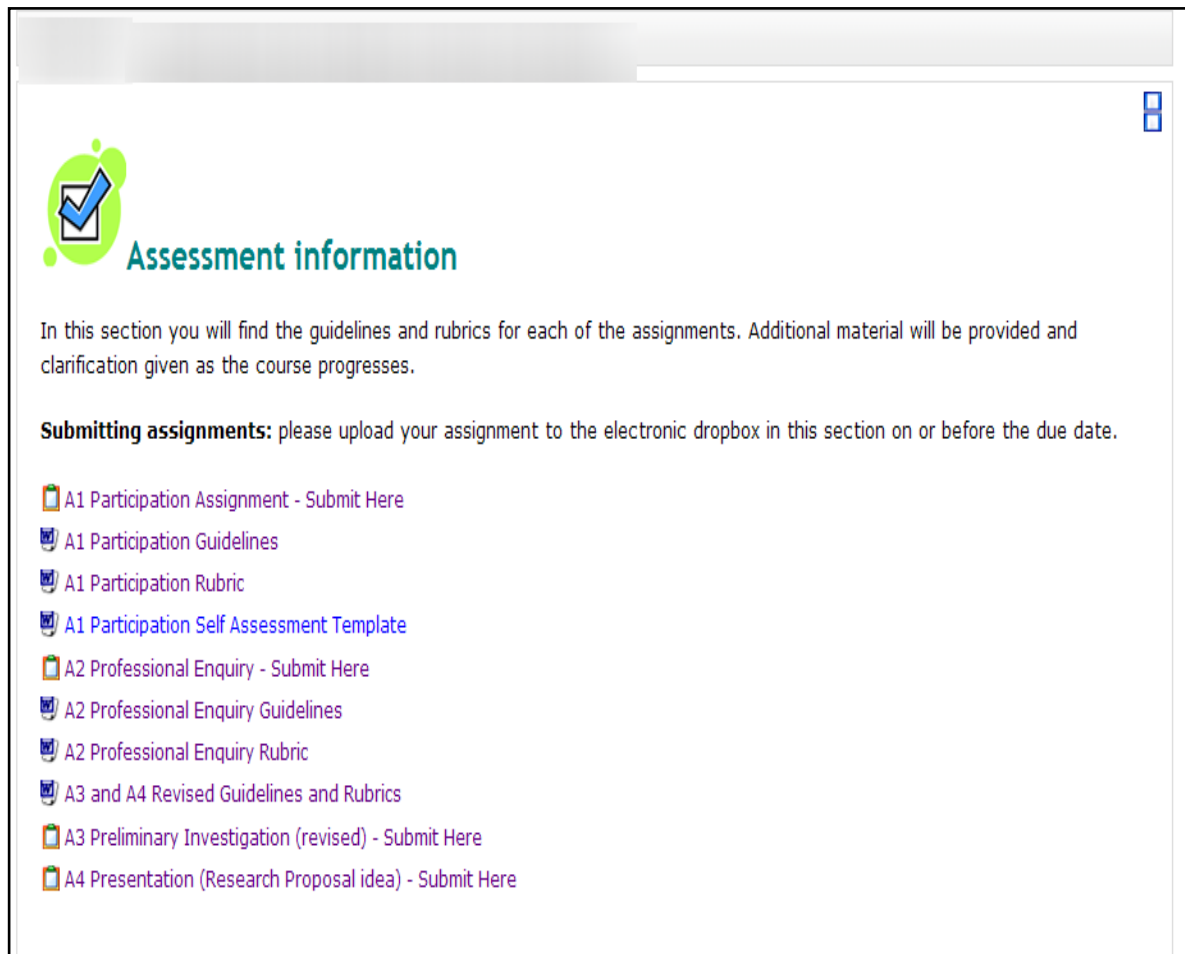 Assessment information
In this section you will find the guidelines and rubrics for each of the assignments. Additional material will be provided and
clarification given as the course progresses.
Submitting assignments: please upload your assignment to the electronic dropbox in this section on or before the due date.
A1 Participation Assignment - Submit Here
A1 Participation Guidelines
A1 Participation Rubric
A1 Participation Self Assessment Template
A2 Professional Enquiry - Submit Here
A2 Professional Enquiry Guidelines
A2 Professional Enquiry Rubric
A3 and A4 Revised Guidelines and Rubrics
A3 Preliminary Investigation (revised) - Submit Here
A4 Presentation (Research Proposal idea) - Submit Here